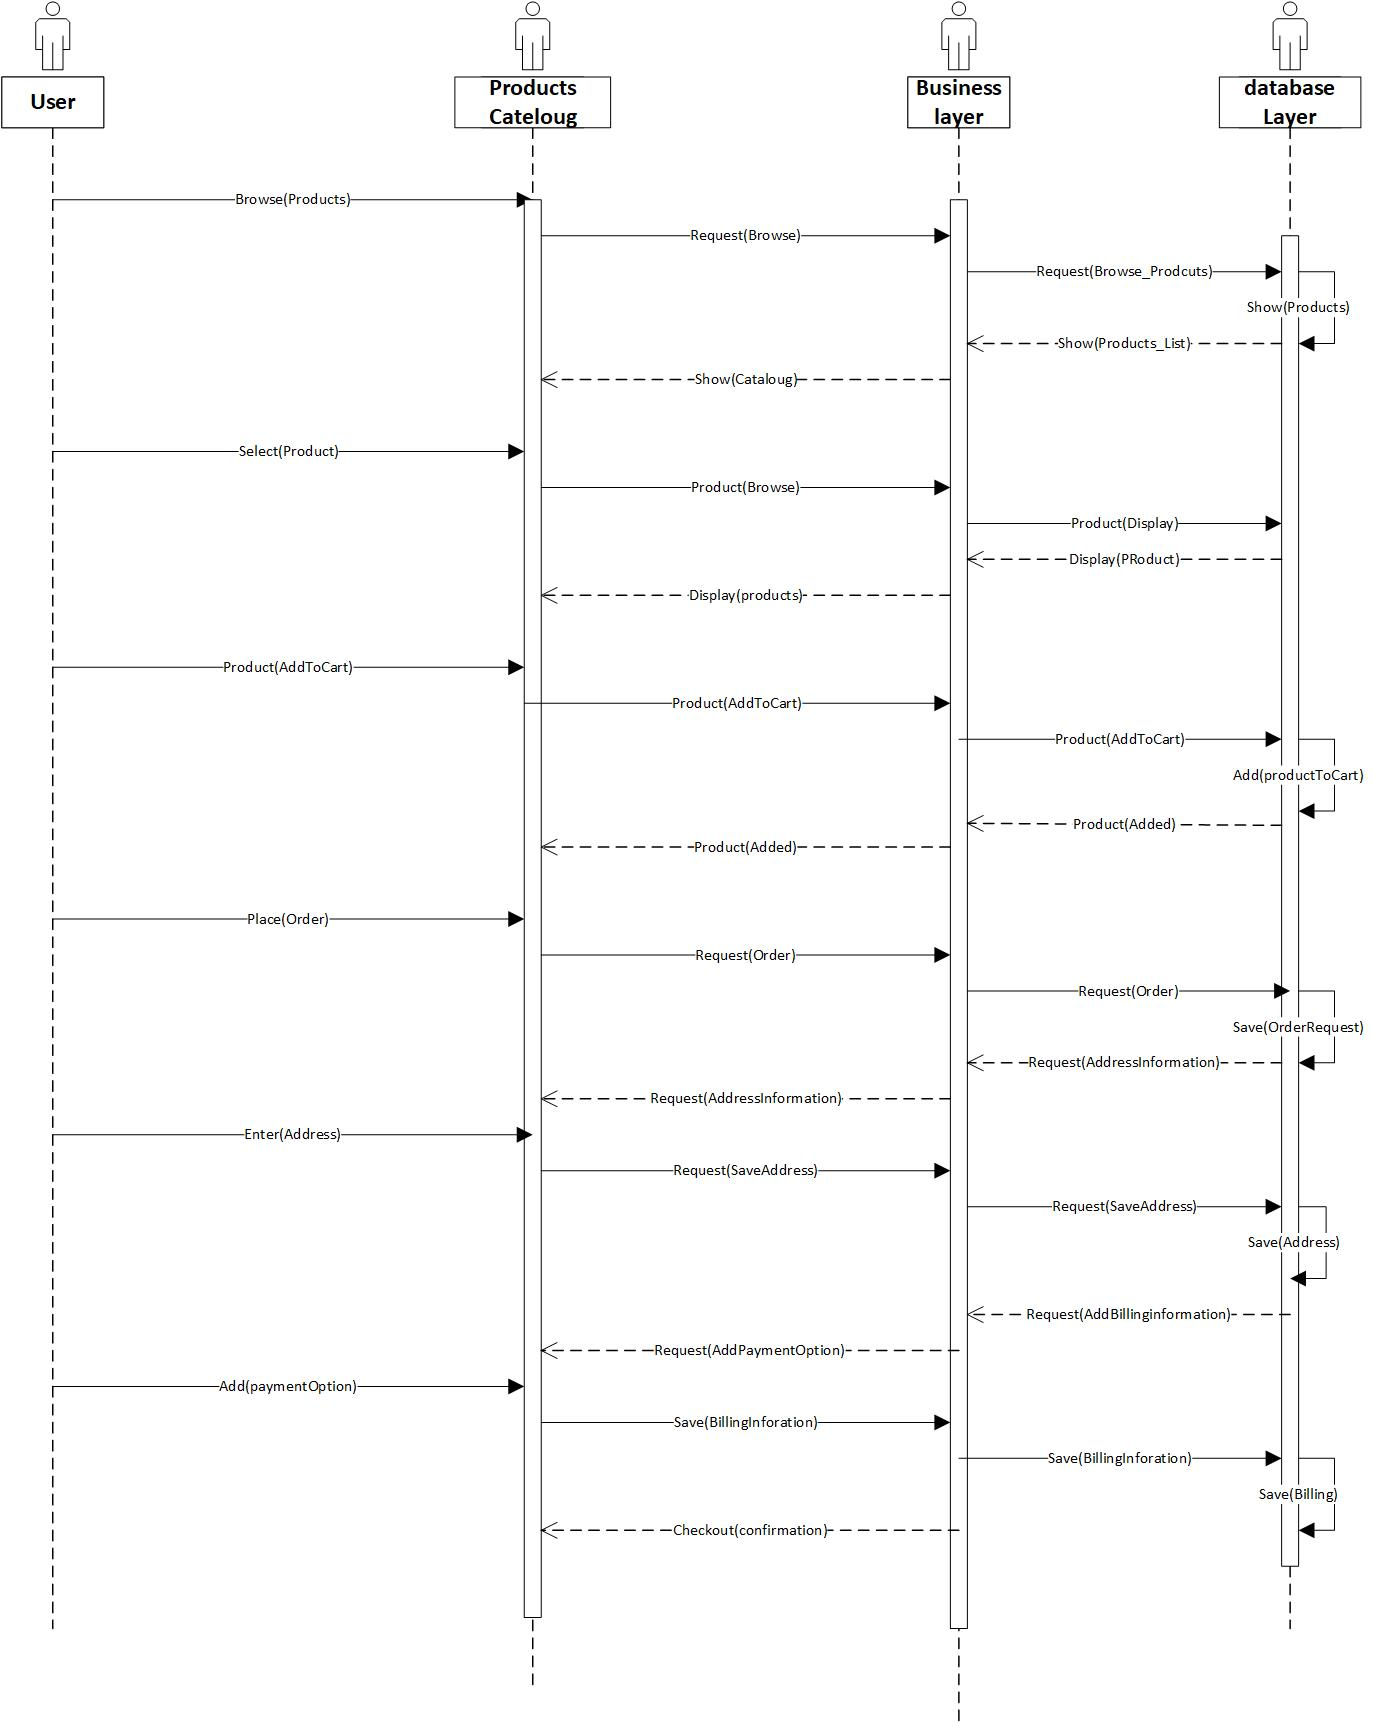 User
Products
Cateloug
Business
layer
database
Layer
Browse(Products)
Request(Browse)
Request(Browse_Prodcuts)
Show(Products)
Show(Products_List)
Show(Cataloug)
Select(Product)
Product(Browse)
Product(Display)
Display(PRoduct)
Display(products)
Product(AddToCart)
Product(AddToCart)
Product(AddToCart)
Add(productToCart)
Product(Added)
Product(Added)
Place(Order)
Request(Order)
Request(Order)
Save(OrderRequest)
Request(AddressInformation)
Request(AddressInformation)
Enter(Address)
Request(SaveAddress)
Request(SaveAddress)
Save(Address)
Request(AddBillinginformation)
Request(AddPaymentOption)
Add(paymentOption)
Save(BillingInforation)
Save(BillingInforation)
Save(Billing)
Checkout(confirmation)